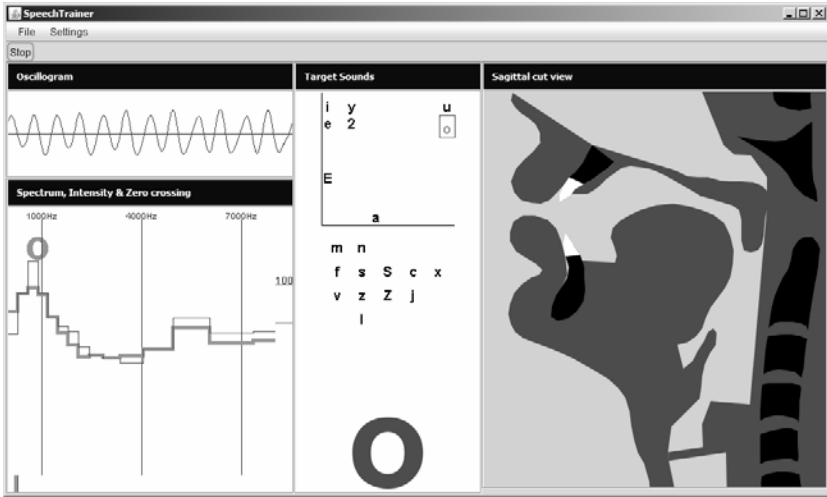 SpeechTrainer
File Settings
Stop
Oscillogram
Target Sounds
Sagittal cut view
i y u
e 2 o
E
a
m n
f s S c x
v z Z j
l
Spectrum, Intensity & Zero crossing
1000Hz 4000Hz 7000Hz
o
100
o